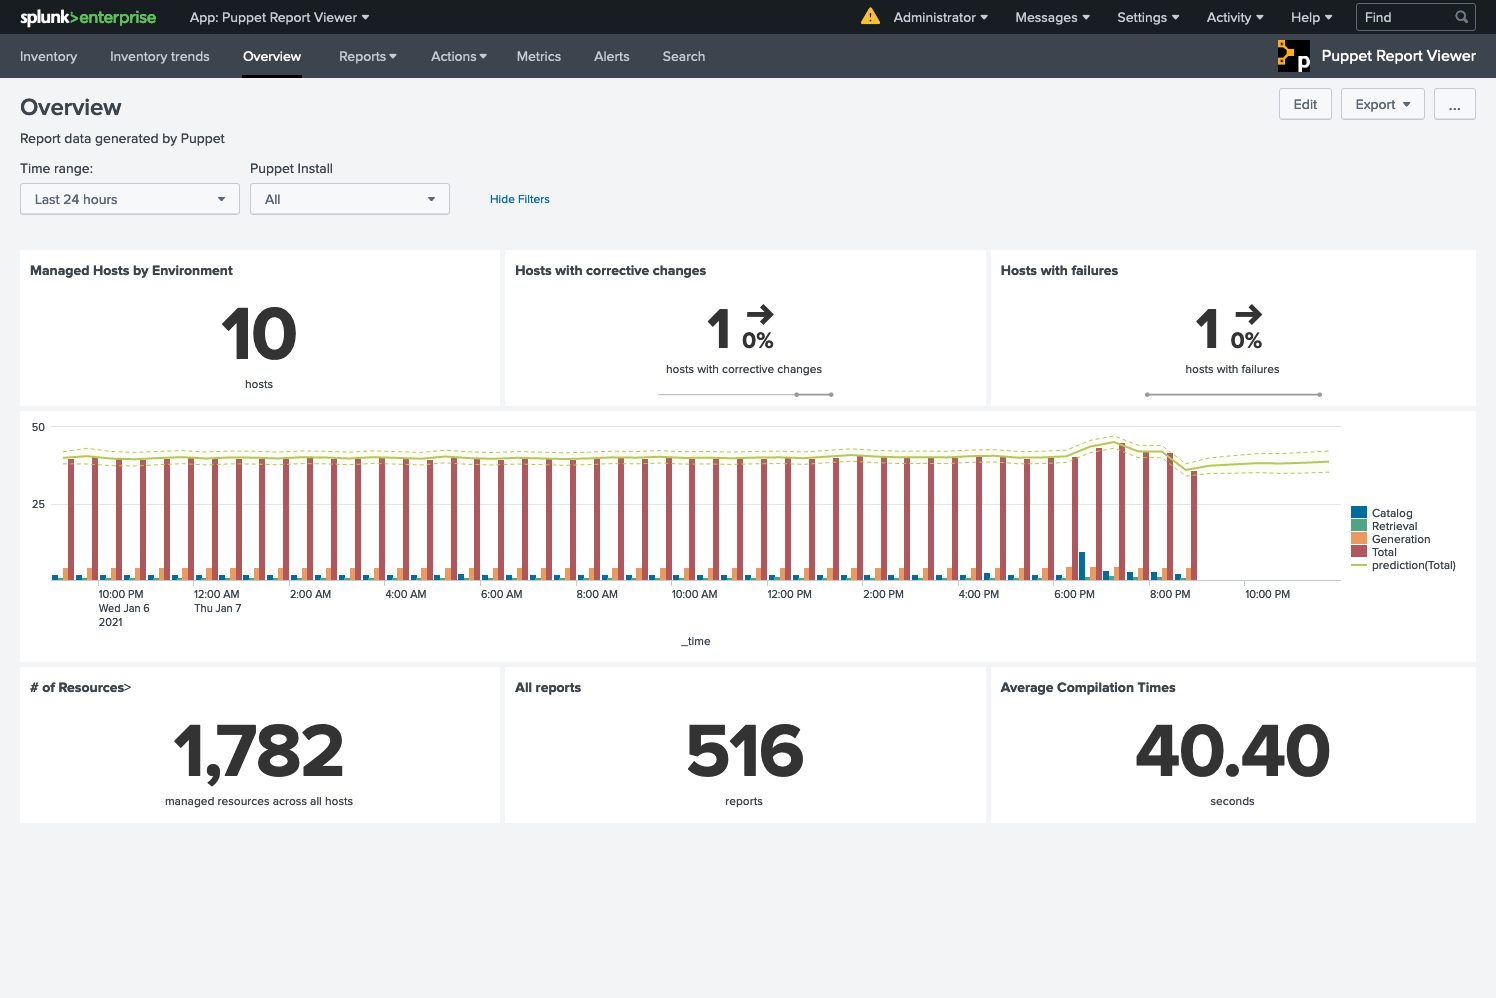 splunk>enterprise App: Puppet Report Viewer Administrator Messages Settings Activity Help Find
Inventory Inventory trends Overview Reports Actions Metrics Alerts Search p Puppet Report Viewer
Overview Edit Export ...
Report data generated by Puppet
Time range: Puppet Install
Last 24 hours All Hide Filters
Managed Hosts by Environment Hosts with corrective changes Hosts with failures
10 1 0% 1 0%
hosts hosts with corrective changes hosts with failures
50
25
Catalog
Retrieval
Generation
Total
prediction(Total)
10:00 PM 12:00 AM 2:00 AM 4:00 AM 6:00 AM 8:00 AM 10:00 AM 12:00 PM 2:00 PM 4:00 PM 6:00 PM 8:00 PM 10:00 PM
Wed Jan 6 Thu Jan 7
2021
_time
# of Resources> All reports Average Compilation Times
1,782 516 40.40
managed resources across all hosts reports seconds